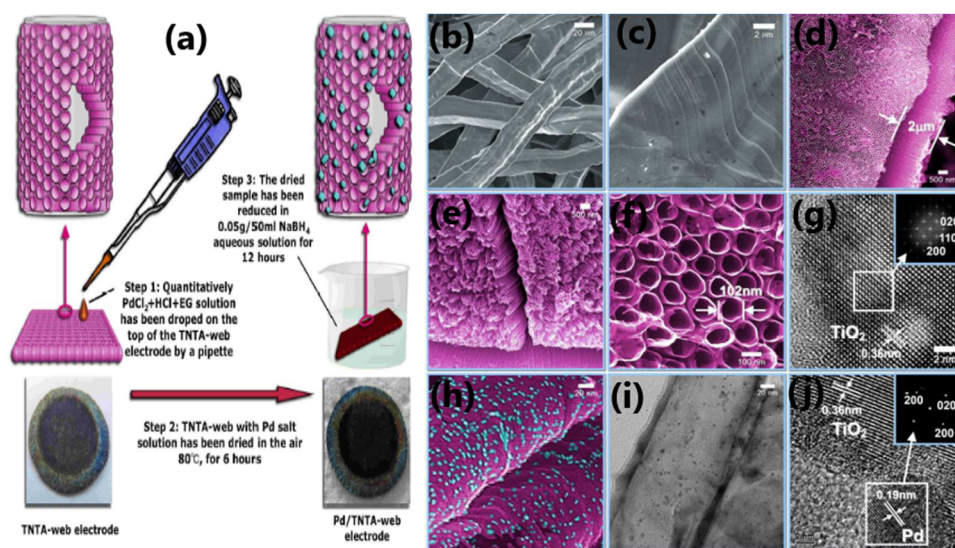 (a)
Step 3: The dried
sample has been
reduced in
0.05g/50ml NaBH₄
aqueous solution for
12 hours
Step 1: Quantitatively
PdCl₂+HCl+EG solution
has been droped on the
top of the TNTA-web
electrode by a pipette
Step 2: TNTA-web with Pd salt
solution has been dried in the air
80℃, for 6 hours
TNTA-web electrode
Pd/TNTA-web
electrode
(b)
20 µm
(c)
2 µm
(d)
2μm
500 nm
(e)
500 nm
(f)
102nm
100 nm
(g)
020
110
200
TiO₂
0.36nm
2 nm
(h)
20 nm
(i)
20 nm
(j)
0.36nm
TiO₂
200
020
200
0.19nm
Pd